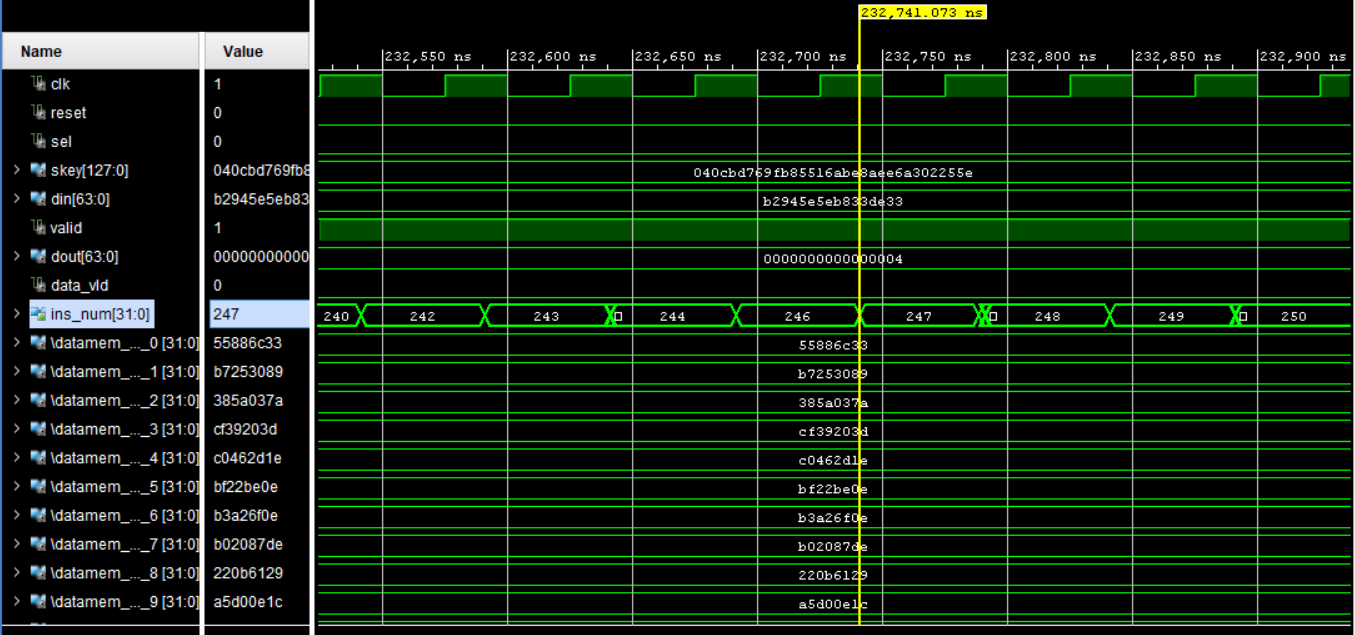 232,741.073 ns
Name Value
232,550 ns 232,600 ns 232,650 ns 232,700 ns 232,750 ns 232,800 ns 232,850 ns 232,900 ns
clk 1
reset 0
sel 0
skey[127:0] 040cbd769fb8 040cbd769fb85516abe8aee6a302255e
din[63:0] b2945e5eb83 b2945e5eb833de33
valid 1
dout[63:0] 00000000000 0000000000000004
data_vld 0
ins_num[31:0] 247 240 242 243 244 246 247 248 249 250
\datamem_..._0 [31:0] 55886c33 55886c33
\datamem_..._1 [31:0] b7253089 b7253089
\datamem_..._2 [31:0] 385a037a 385a037a
\datamem_..._3 [31:0] cf39203d cf39203d
\datamem_..._4 [31:0] c0462d1e c0462d1e
\datamem_..._5 [31:0] bf22be0e bf22be0e
\datamem_..._6 [31:0] b3a26f0e b3a26f0e
\datamem_..._7 [31:0] b02087de b02087de
\datamem_..._8 [31:0] 220b6129 220b6129
\datamem_..._9 [31:0] a5d00e1c a5d00e1c